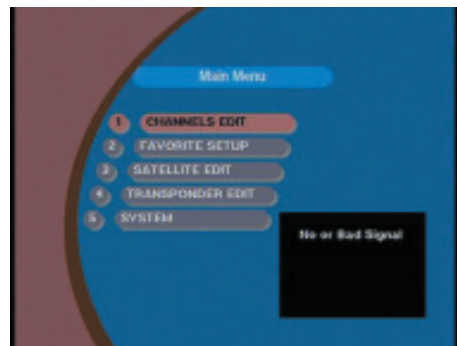 Main Menu
1 CHANNELS EDIT
2 FAVORITE SETUP
3 SATELLITE EDIT
4 TRANSPONDER EDIT
5 SYSTEM
No or Bad Signal